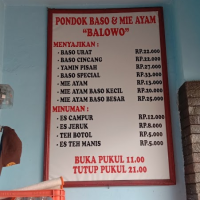 PONDOK BASO & MIE AYAM
"BALOWO"
MENYAJIKAN :
- BASO URAT RP.22.000
- BASO CINCANG RP.22.000
- YAMIN PISAH RP.27.000
- BASO SPECIAL RP.33.000
- MIE AYAM RP.13.000
- MIE AYAM BASO KECIL RP.20.000
- MIE AYAM BASO BESAR RP.25.000
MINUMAN :
- ES CAMPUR RP.12.000
- ES JERUK RP.8.000
- TEH BOTOL RP.5.000
- ES TEH MANIS RP.5.000
BUKA PUKUL 11.00
TUTUP PUKUL 21.00